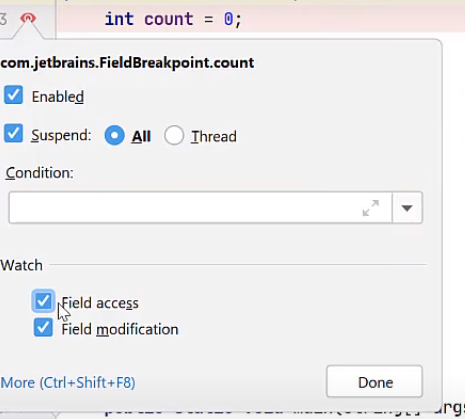 3 int count = 0;
com.jetbrains.FieldBreakpoint.count
Enabled
Suspend: All Thread
Condition:
Watch
Field access
Field modification
More (Ctrl+Shift+F8) Done
public static void main(String[] args